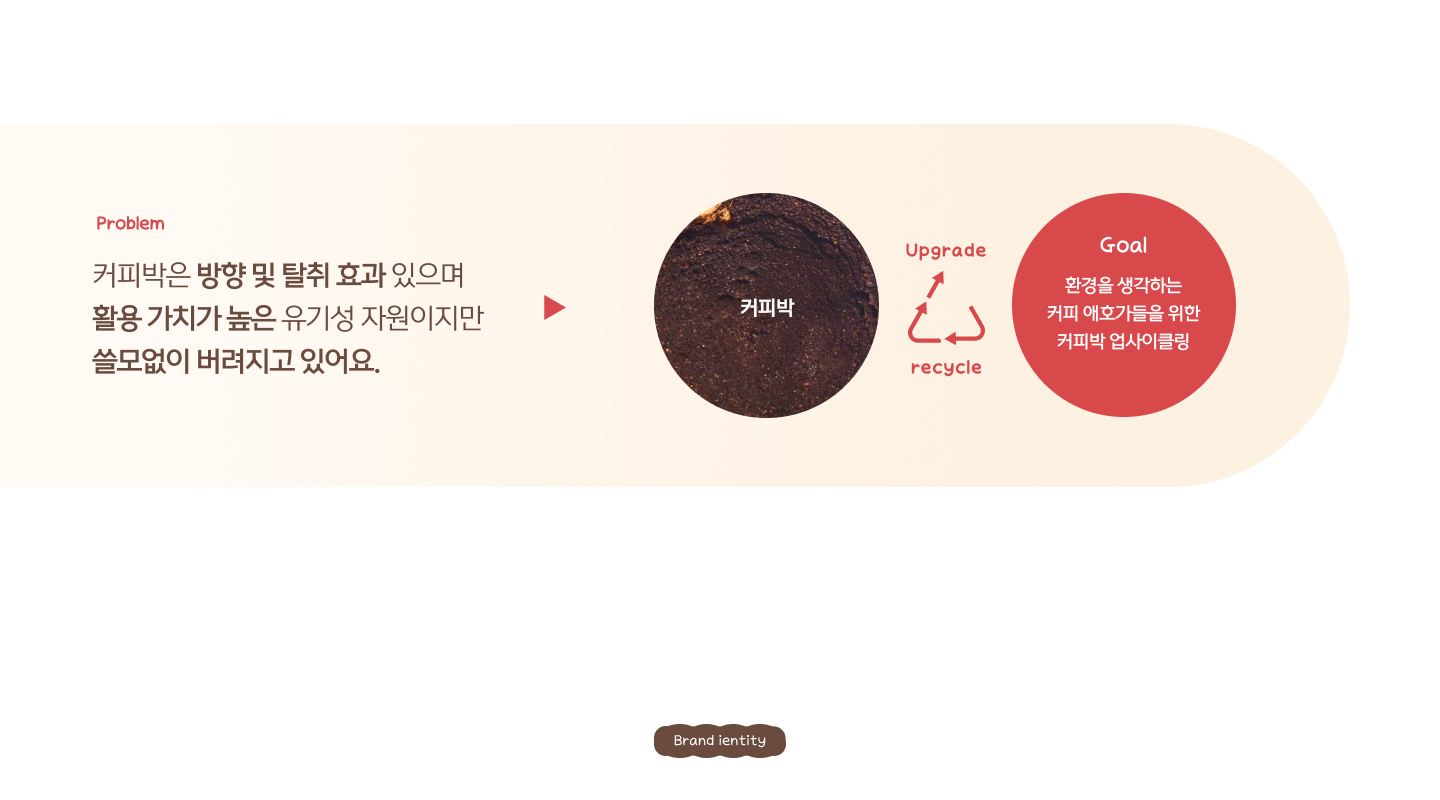 Problem
커피박은 방향 및 탈취 효과 있으며
활용 가치가 높은 유기성 자원이지만
쓸모없이 버려지고 있어요.
커피박
Upgrade
recycle
Goal
환경을 생각하는
커피 애호가들을 위한
커피박 업사이클링
Brand ientity